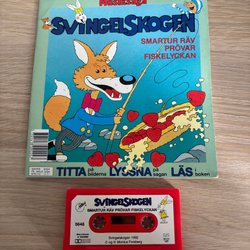 SVINGELSKOGEN
SMARTUR RÄV
PRÖVAR
FISKELYCKAN
TITTA på bilderna LYSSNA på sagan LÄS boken
SVINGELSKOGEN
SMARTUR RÄV PRÖVAR FISKELYCKAN
Svingelskogen